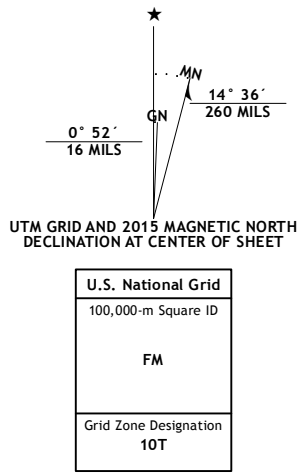 MN
14° 36´
260 MILS
GN
0° 52´
16 MILS
UTM GRID AND 2015 MAGNETIC NORTH
DECLINATION AT CENTER OF SHEET
U.S. National Grid
100,000-m Square ID
FM
Grid Zone Designation
10T